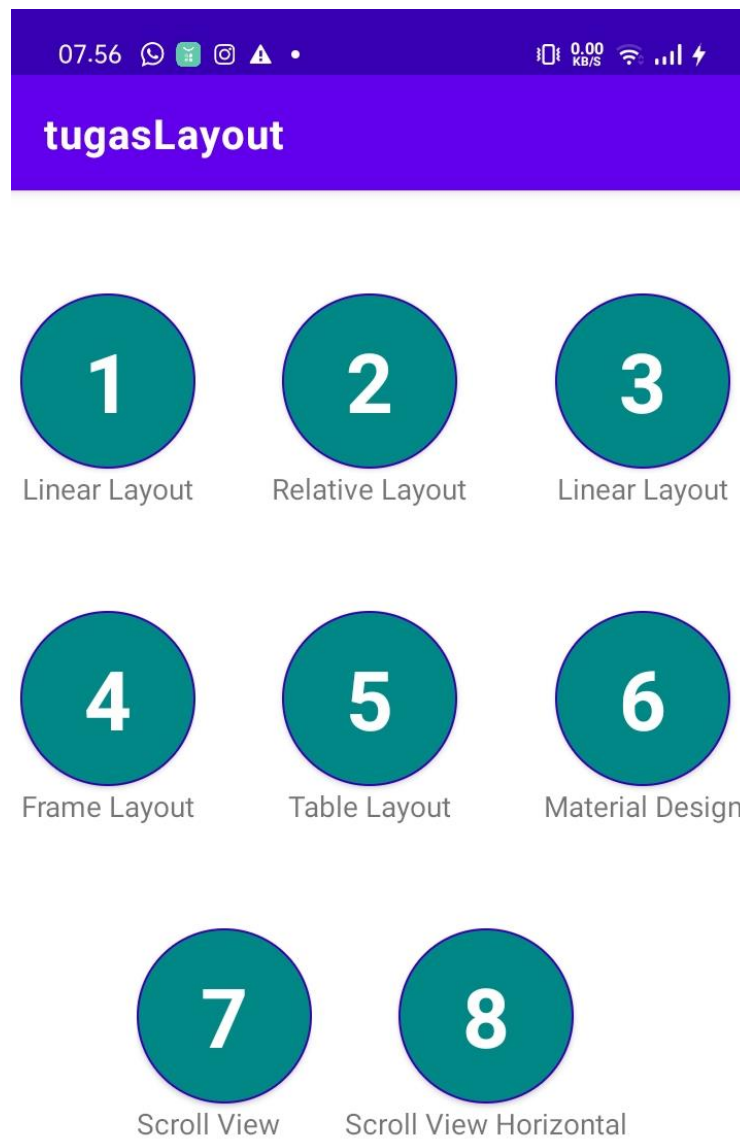 07.56 0.00 KB/S
tugasLayout
1 2 3
Linear Layout Relative Layout Linear Layout
4 5 6
Frame Layout Table Layout Material Design
7 8
Scroll View Scroll View Horizontal